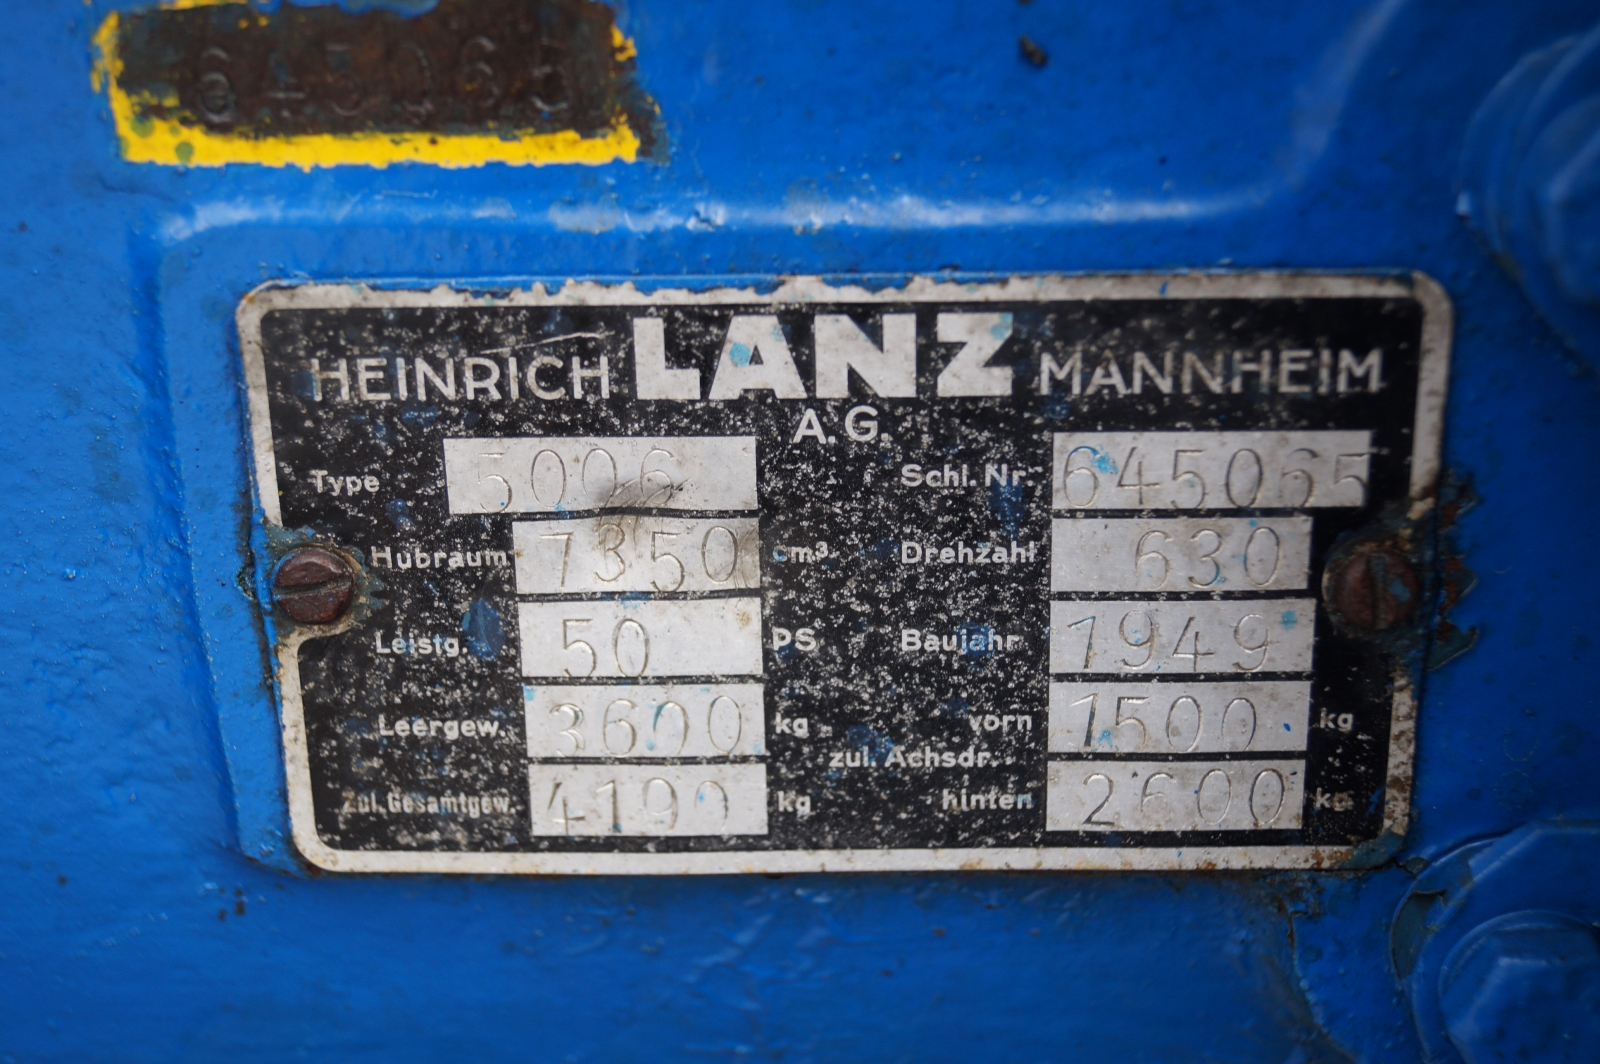 645065
HEINRICH LANZ MANNHEIM
A.G.
Type 5006 Schl. Nr. 645065
Hubraum 7350 cm³ Drehzahl 630
Leistg. 50 PS Baujahr 1949
Leergew. 3600 kg vorn 1500 kg
zul. Achsdr.
Zul. Gesamtgew. 4190 kg hinten 2600 kg